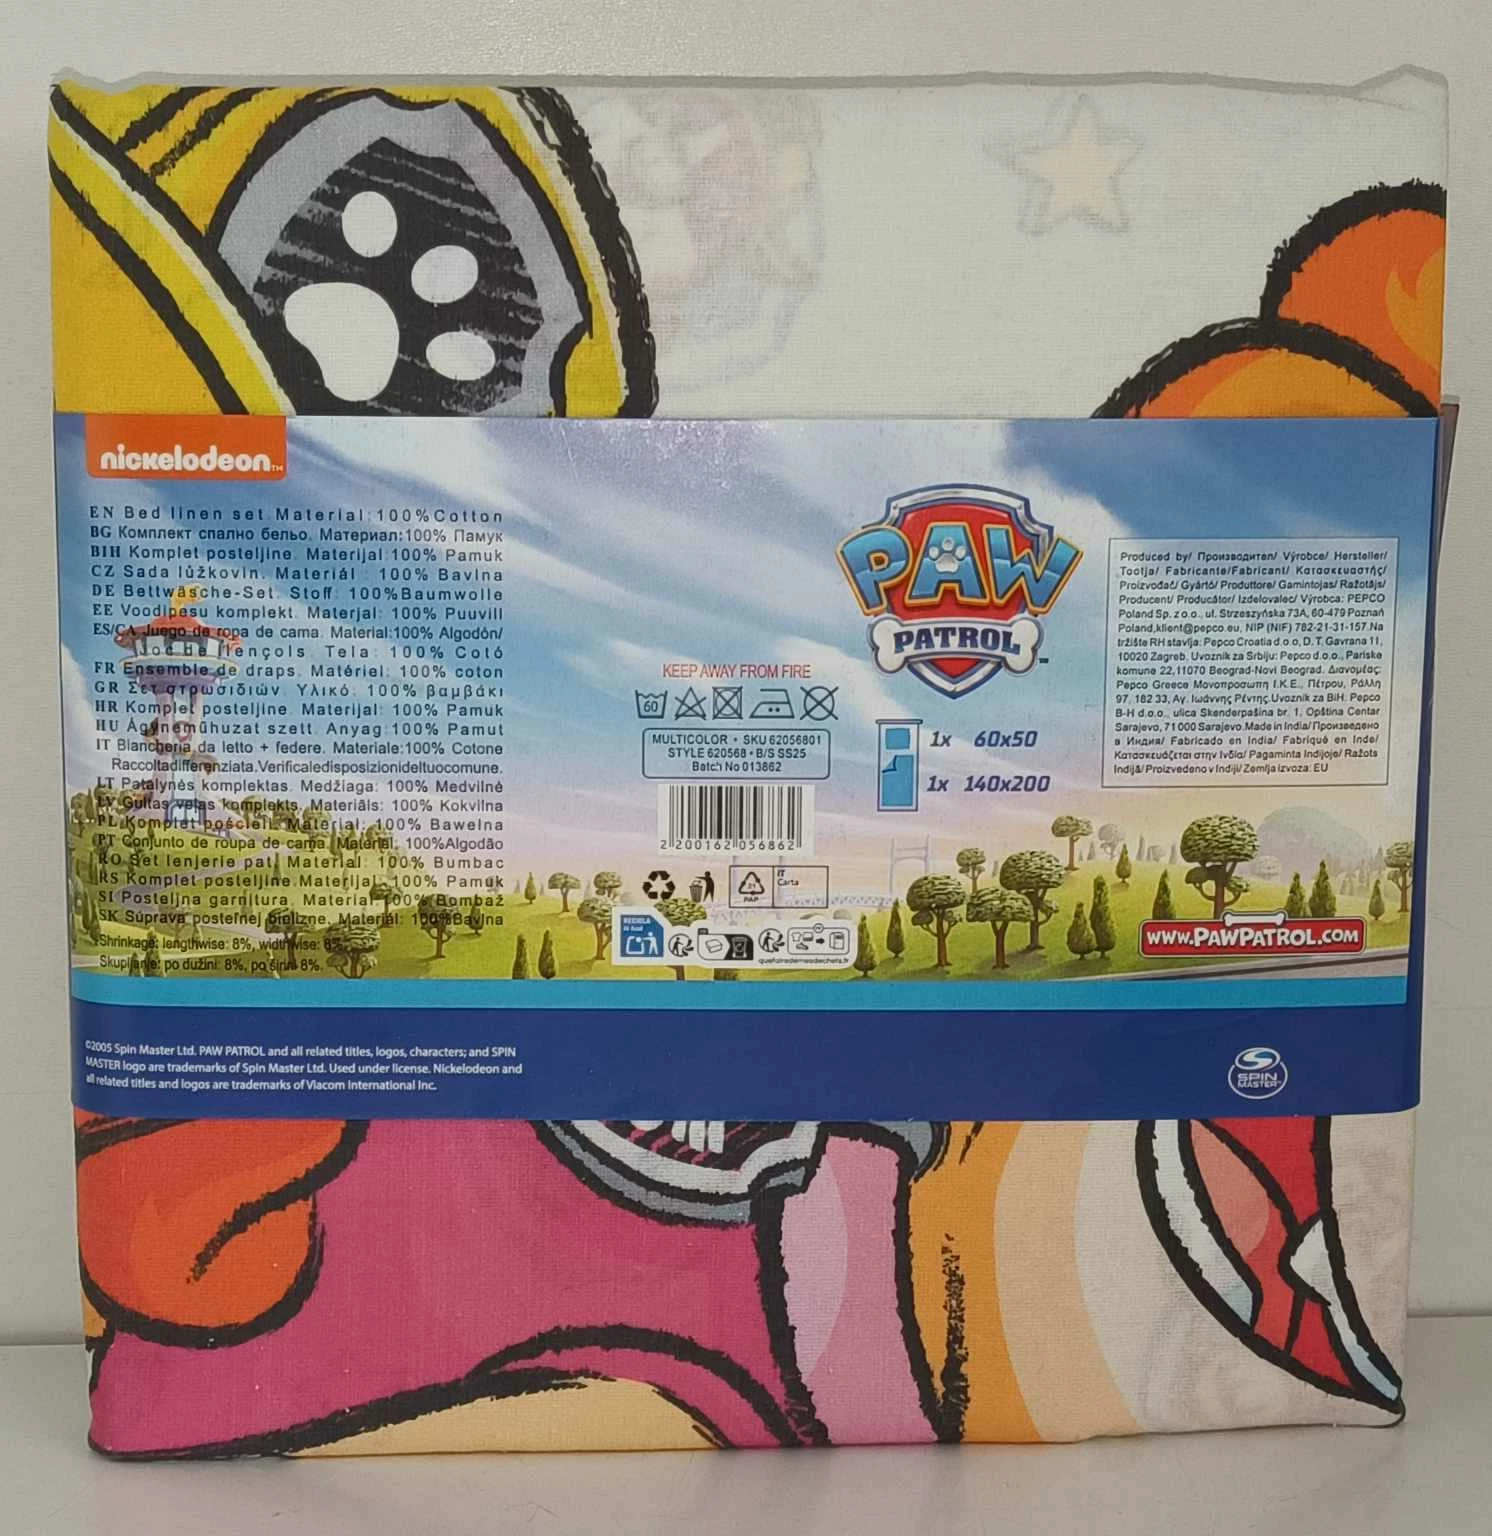 nickelodeon™
EN Bed linen set. Material:100%Cotton
BG Комплект спално бельо. Материал:100% Памук
BIH Komplet posteljine. Materijal:100% Pamuk
CZ Sada lůžkovin. Materiál : 100% Bavlna
DE Bettwäsche-Set. Stoff: 100%Baumwolle
EE Voodipesu komplekt. Materjal: 100% Puuvill
ES/CA Juego de ropa de cama. Material:100% Algodón/
Joc de llençols. Tela : 100% Cotó
FR Ensemble de draps. Matériel: 100% coton
GR Σετ στρωσιδιών. Υλικό: 100% βαμβάκι
HR Komplet posteljine. Materijal: 100% Pamuk
HU Ágyneműhuzat szett. Anyag:100% Pamut
IT Biancheria da letto + federe. Materiale:100% Cotone
Raccoltadifferenziata.Verificaledisposizionideltuocomune.
LT Patalynės komplektas. Medžiaga: 100% Medvilnė
LV Gultas veļas komplekts. Materiāls: 100% Kokvilna
PL Komplet pościeli. Materiał: 100% Bawełna
PT Conjunto de roupa de cama. Material. 100%Algodão
RO Set lenjerie pat. Material: 100% Bumbac
RS Komplet posteljine.Materijal: 100% Pamuk
SI Posteljna garnitura. Material 100% Bombaž
SK Súprava posteľnej bielizne. Materiál: 100%Bavlna
Shrinkage: lengthwise: 8%, widthwise: 8%.
Skupljanje: po dužini: 8%, po širini 8%.
KEEP AWAY FROM FIRE
60
MULTICOLOR • SKU 62056801
STYLE 620568 • B/S SS25
Batch No 013862
2 200162 056862
21
PAP
IT
Carta
RECICLA
Al Azul
FR
quefairedemesdechets.fr
PAW
PATROL
1x 60x50
1x 140x200
Produced by/ Производител/ Výrobce/ Hersteller/
Tootja/ Fabricante/Fabricant/ Κατασκευαστής/
Proizvođač/ Gyártó/ Produttore/ Gamintojas/ Ražotājs/
Producent/ Producător/ Izdelovalec/ Výrobca: PEPCO
Poland Sp. z o.o., ul. Strzeszyńska 73A, 60-479 Poznań
Poland,klient@pepco.eu, NIP (NIF) 782-21-31-157.Na
tržište RH stavlja: Pepco Croatia d.o.o, D.T. Gavrana 11,
10020 Zagreb, Uvoznik za Srbiju: Pepco d.o.o., Pariske
komune 22,11070 Beograd-Novi Beograd. Διανομέας:
Pepco Greece Μονοπροσωπη Ι.Κ.Ε., Πέτρου, Ράλλη
97, 182 33, Αγ. Ιωάννης Ρέντης.Uvoznik za BiH: Pepco
B-H d.o.o., ulica Skenderpašina br. 1, Opština Centar
Sarajevo, 71000 Sarajevo.Made in India/ Произведено
в Индия/ Fabricado en India/ Fabriqué en Inde/
Κατασκευάζεται στην Ινδία/ Pagaminta Indijoje/ Ražots
Indijā/ Proizvedeno v Indiji/ Zemlja izvoza: EU
www.PawPatrol.com
©2005 Spin Master Ltd. PAW PATROL and all related titles, logos, characters; and SPIN
MASTER logo are trademarks of Spin Master Ltd. Used under license. Nickelodeon and
all related titles and logos are trademarks of Viacom International Inc.
SPIN
MASTER™